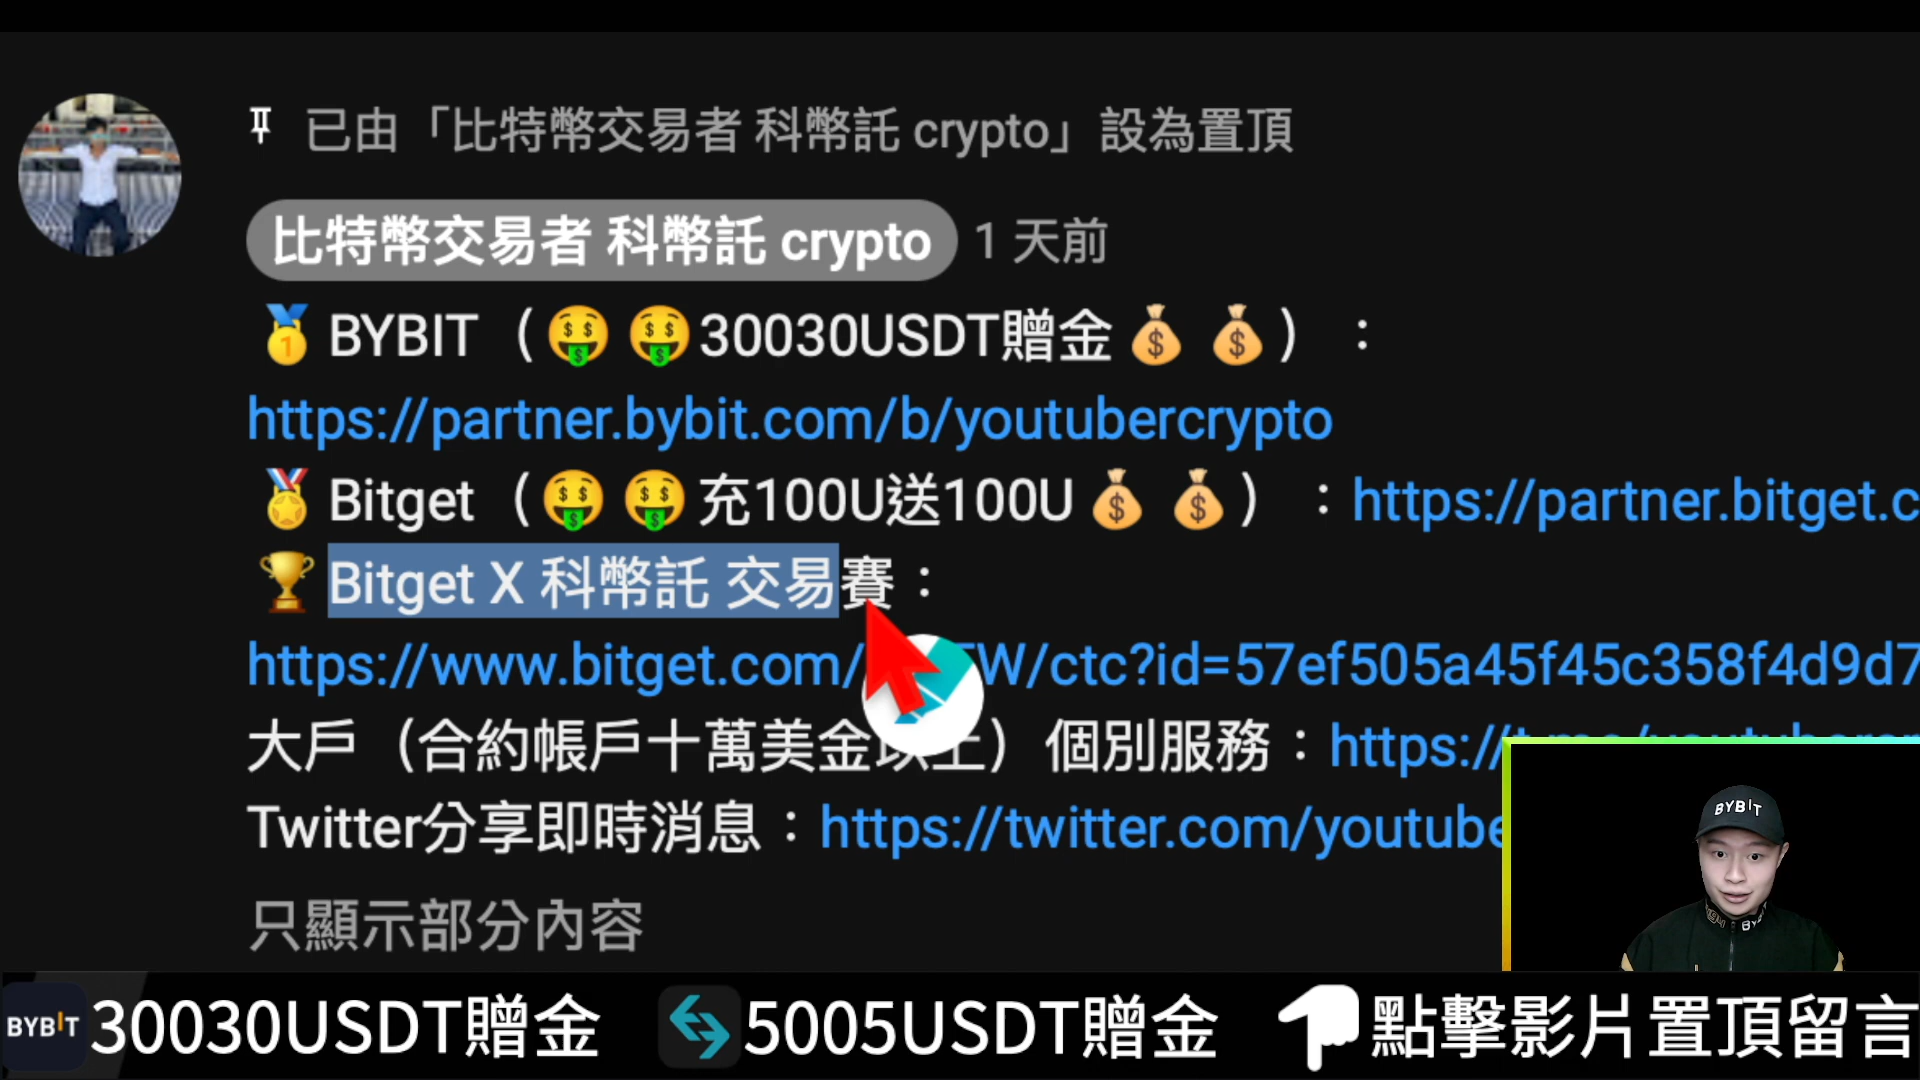 已由「比特幣交易者 科幣託 crypto」設為置頂
比特幣交易者 科幣託 crypto 1 天前
🥇BYBIT（🤑🤑30030USDT贈金💰💰）：
https://partner.bybit.com/b/youtubercrypto
🏅Bitget（🤑🤑充100U送100U💰💰）：https://partner.bitget.c
🏆Bitget X 科幣託 交易賽：
https://www.bitget.com/ W/ctc?id=57ef505a45f45c358f4d9d7
大戶（合約帳戶十萬美金以上）個別服務：https://
Twitter分享即時消息：https://twitter.com/youtube
只顯示部分內容
BYBIT
BYBIT 30030USDT贈金 5005USDT贈金 點擊影片置頂留言